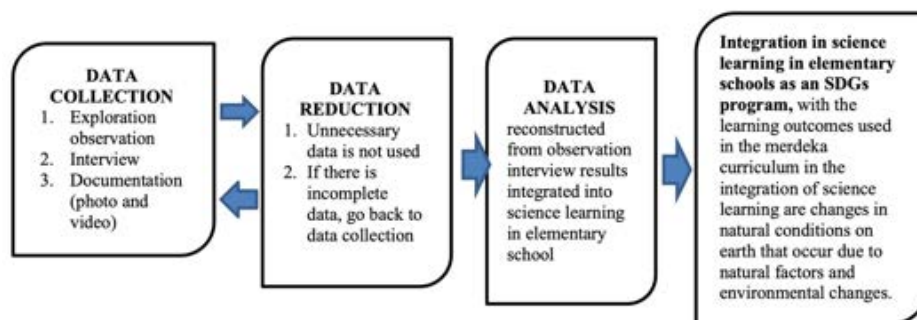 DATA
COLLECTION
1. Exploration
observation
2. Interview
3. Documentation
(photo and
video)
DATA
REDUCTION
1. Unnecessary
data is not used
2. If there is
incomplete
data, go back to
data collection
DATA
ANALYSIS
reconstructed
from observation
interview results
integrated into
science learning
in elementary
school
Integration in science
learning in elementary
schools as an SDGs
program, with the
learning outcomes used
in the merdeka
curriculum in the
integration of science
learning are changes in
natural conditions on
earth that occur due to
natural factors and
environmental changes.